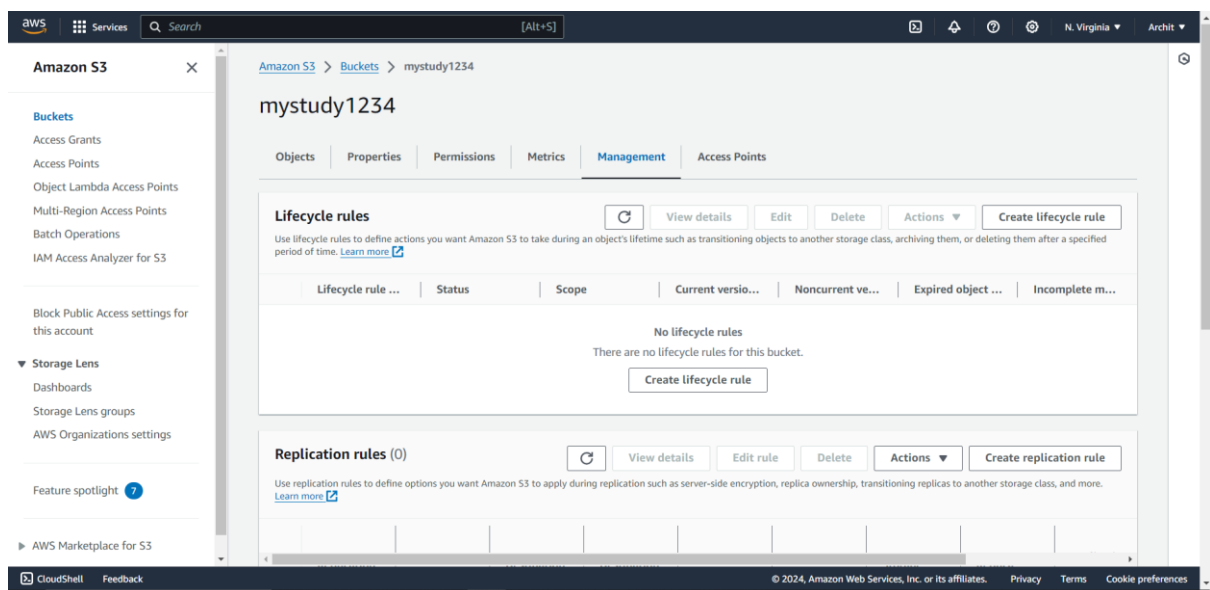 aws
Services
Search
[Alt+S]
N. Virginia ▼
Archit ▼
Amazon S3
Buckets
Access Grants
Access Points
Object Lambda Access Points
Multi-Region Access Points
Batch Operations
IAM Access Analyzer for S3
Block Public Access settings for
this account
▼ Storage Lens
Dashboards
Storage Lens groups
AWS Organizations settings
Feature spotlight 7
▶ AWS Marketplace for S3
Amazon S3 > Buckets > mystudy1234
mystudy1234
Objects
Properties
Permissions
Metrics
Management
Access Points
Lifecycle rules
View details
Edit
Delete
Actions ▼
Create lifecycle rule
Use lifecycle rules to define actions you want Amazon S3 to take during an object's lifetime such as transitioning objects to another storage class, archiving them, or deleting them after a specified
period of time. Learn more
Lifecycle rule ...
Status
Scope
Current versio...
Noncurrent ve...
Expired object ...
Incomplete m...
No lifecycle rules
There are no lifecycle rules for this bucket.
Create lifecycle rule
Replication rules (0)
View details
Edit rule
Delete
Actions ▼
Create replication rule
Use replication rules to define options you want Amazon S3 to apply during replication such as server-side encryption, replica ownership, transitioning replicas to another storage class, and more.
Learn more
CloudShell
Feedback
© 2024, Amazon Web Services, Inc. or its affiliates.
Privacy
Terms
Cookie preferences